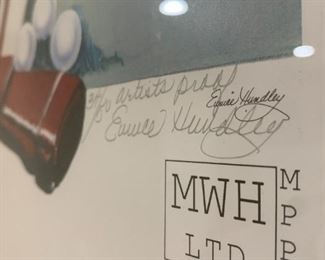 Artists Proof
Eunice Hundley
Eunice Hundley
MWH
LTD
M
P
P